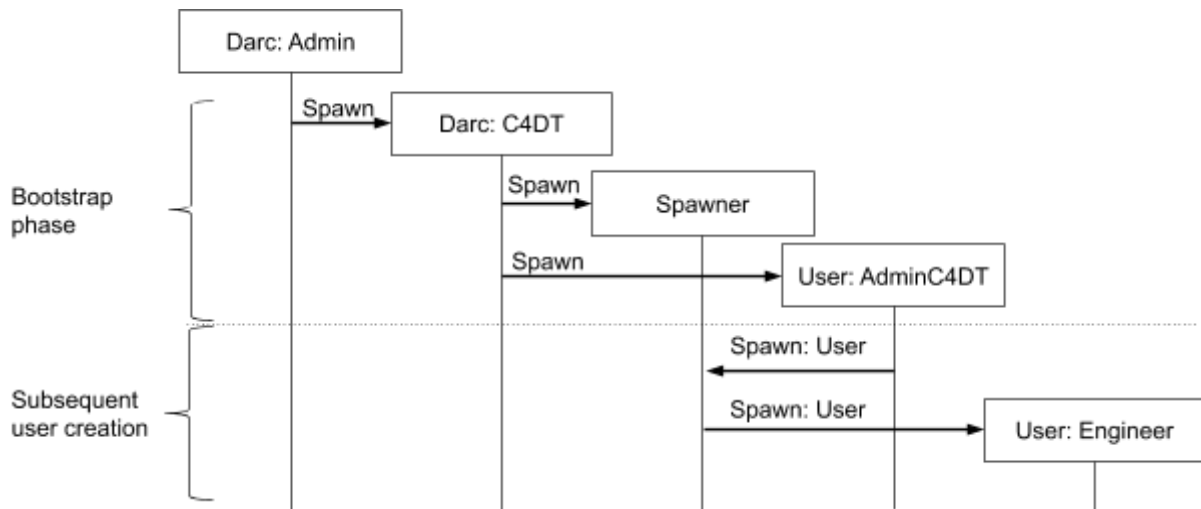 Darc: Admin
Spawn
Darc: C4DT
Bootstrap
phase
Spawn
Spawner
Spawn
User: AdminC4DT
Spawn: User
Subsequent
user creation
Spawn: User
User: Engineer